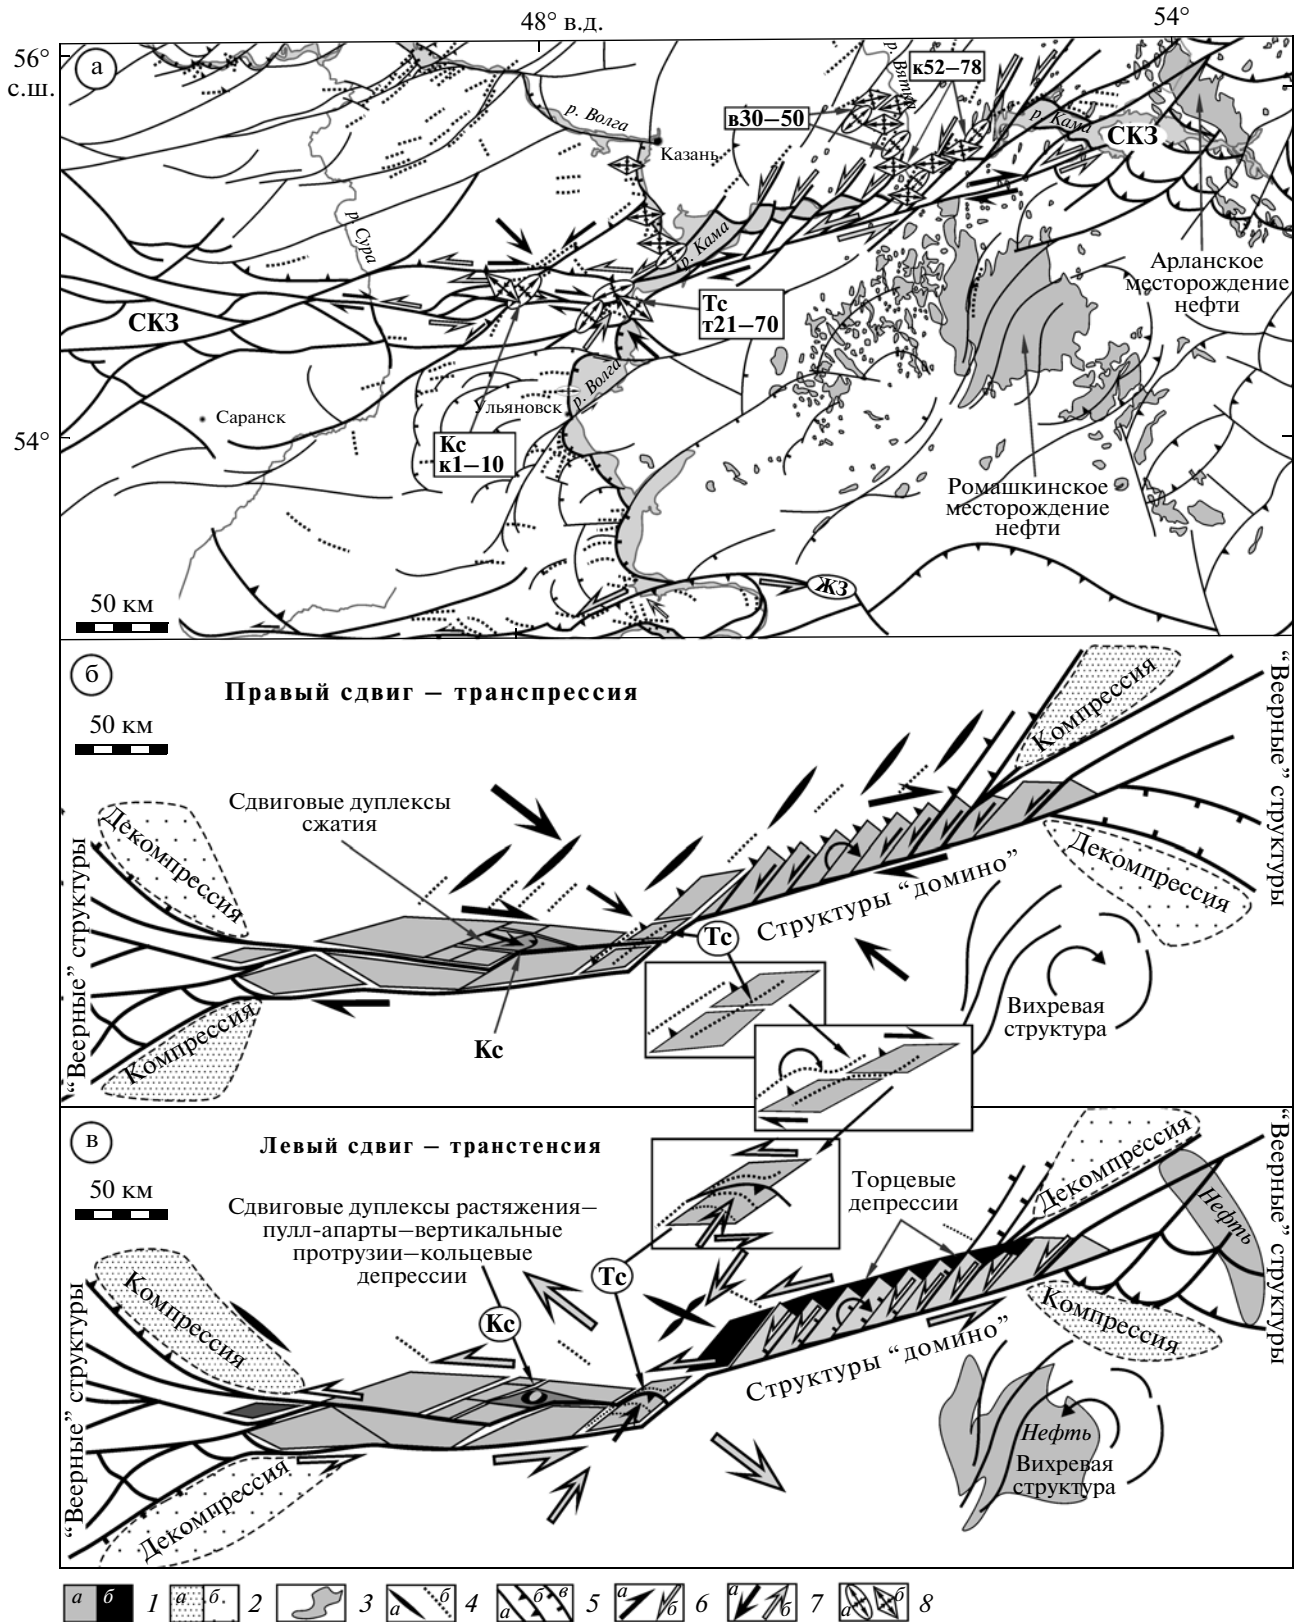 48° в.д.
54°
56°
с.ш.
а
р. Волга
Казань
р. Вятка
к52–78
в30–50
р. Кама
СКЗ
р. Сура
р. Кама
Арланское
месторождение
нефти
СКЗ
Тс
т21–70
Саранск
Ульяновск
р. Волга
54°
Кс
к1–10
Ромашкинское
месторождение
нефти
ЖЗ
50 км
б
Правый сдвиг – транспрессия
50 км
Компрессия
“Веерные” структуры
Сдвиговые дуплексы
сжатия
Декомпрессия
“Веерные” структуры
Декомпрессия
Структуры “домино”
Тс
Вихревая
структура
Компрессия
Кс
в
Левый сдвиг – транстенсия
50 км
Декомпрессия
“Веерные” структуры
Торцевые
депрессии
Нефть
Сдвиговые дуплексы растяжения–
пулл-апарты–вертикальные
протрузии–кольцевые
депрессии
Тс
Кс
Компрессия
“Веерные” структуры
Компрессия
Структуры “домино”
Нефть
Вихревая
структура
Декомпрессия
а б 1
а б 2
3
а б 4
а б в 5
а б 6
а б 7
а б 8